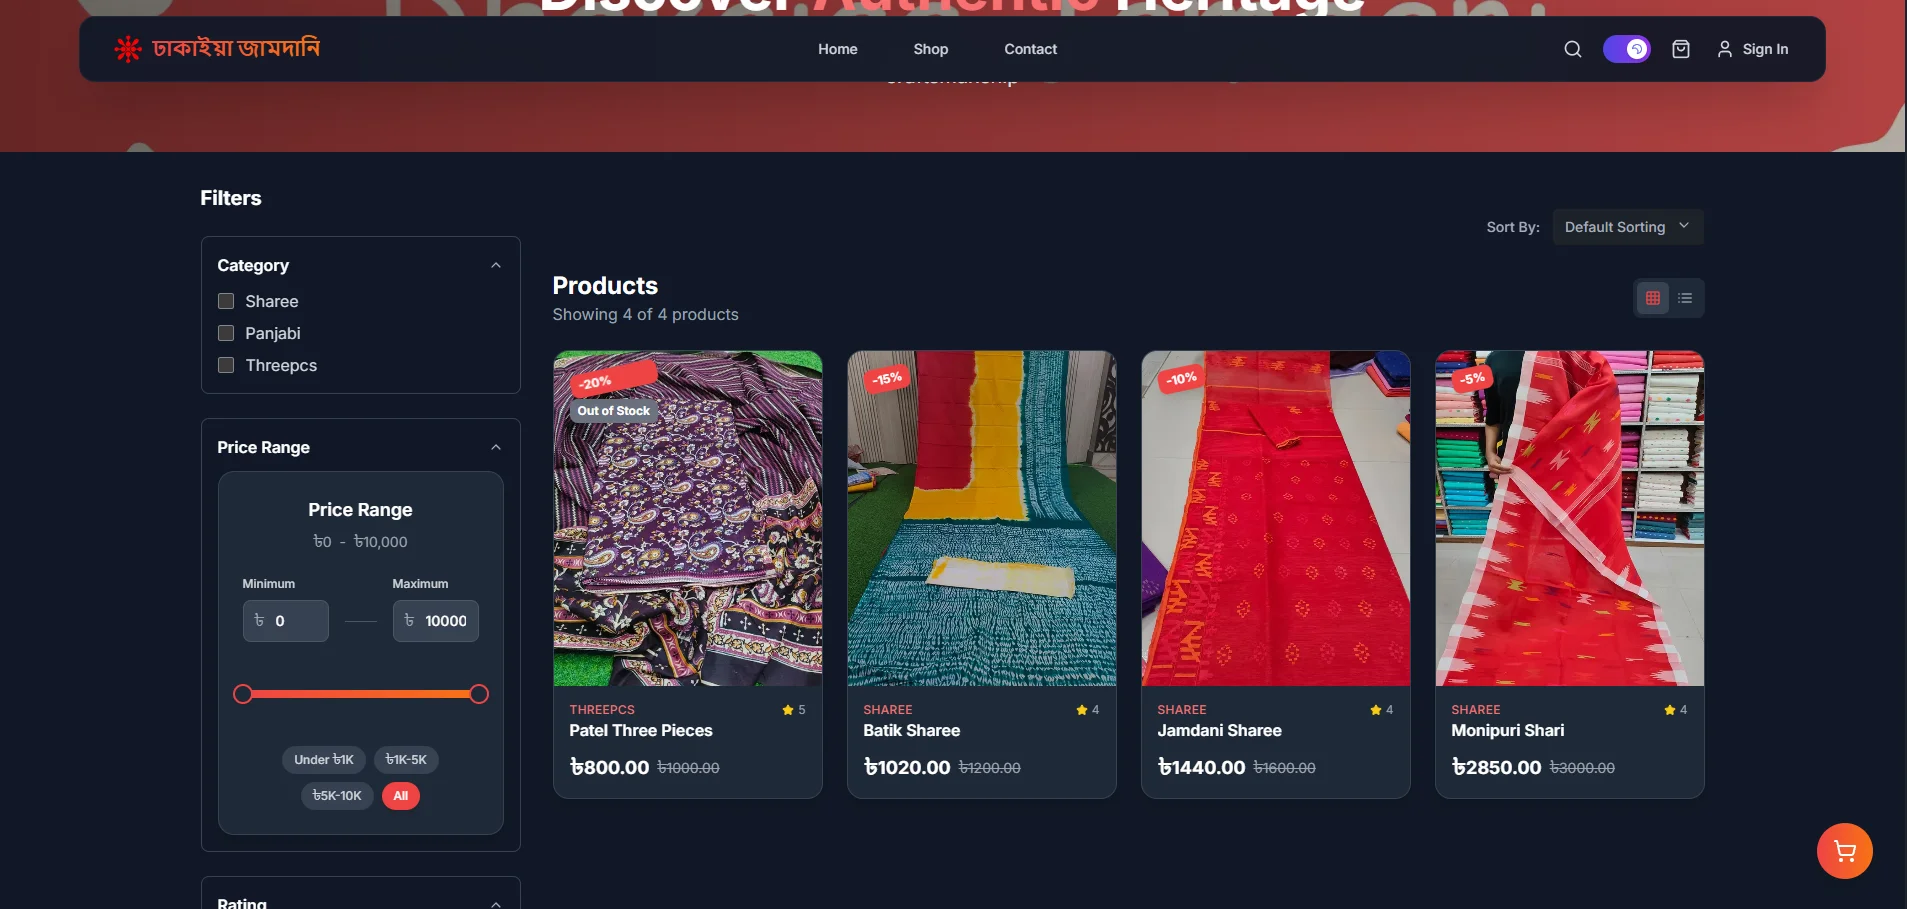 Discover Authentic Heritage
ঢাকাইয়া জামদানি
Home
Shop
Contact
Sign In
craftsmanship
Filters
Sort By:
Default Sorting
Category
Sharee
Panjabi
Threepcs
Products
Showing 4 of 4 products
Price Range
Price Range
৳0 - ৳10,000
Minimum
Maximum
৳ 0
৳ 10000
Under ৳1K
৳1K-5K
৳5K-10K
All
Rating
-20%
Out of Stock
THREEPCS
5
Patel Three Pieces
৳800.00 ৳1000.00
-15%
SHAREE
4
Batik Sharee
৳1020.00 ৳1200.00
-10%
SHAREE
4
Jamdani Sharee
৳1440.00 ৳1600.00
-5%
SHAREE
4
Monipuri Shari
৳2850.00 ৳3000.00